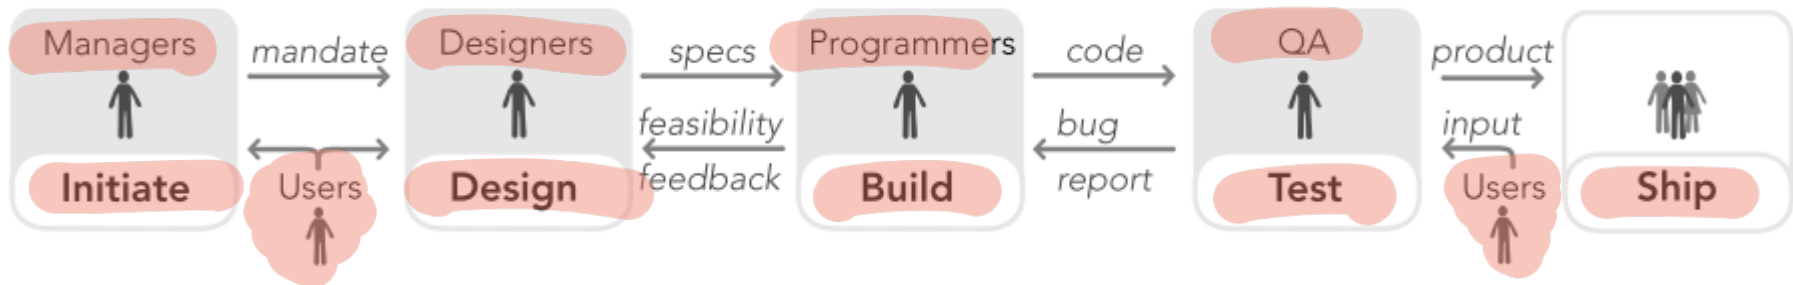 Managers
mandate
Designers
specs
Programmers
code
QA
product
feasibility
feedback
bug
report
input
Initiate
Users
Design
Build
Test
Users
Ship